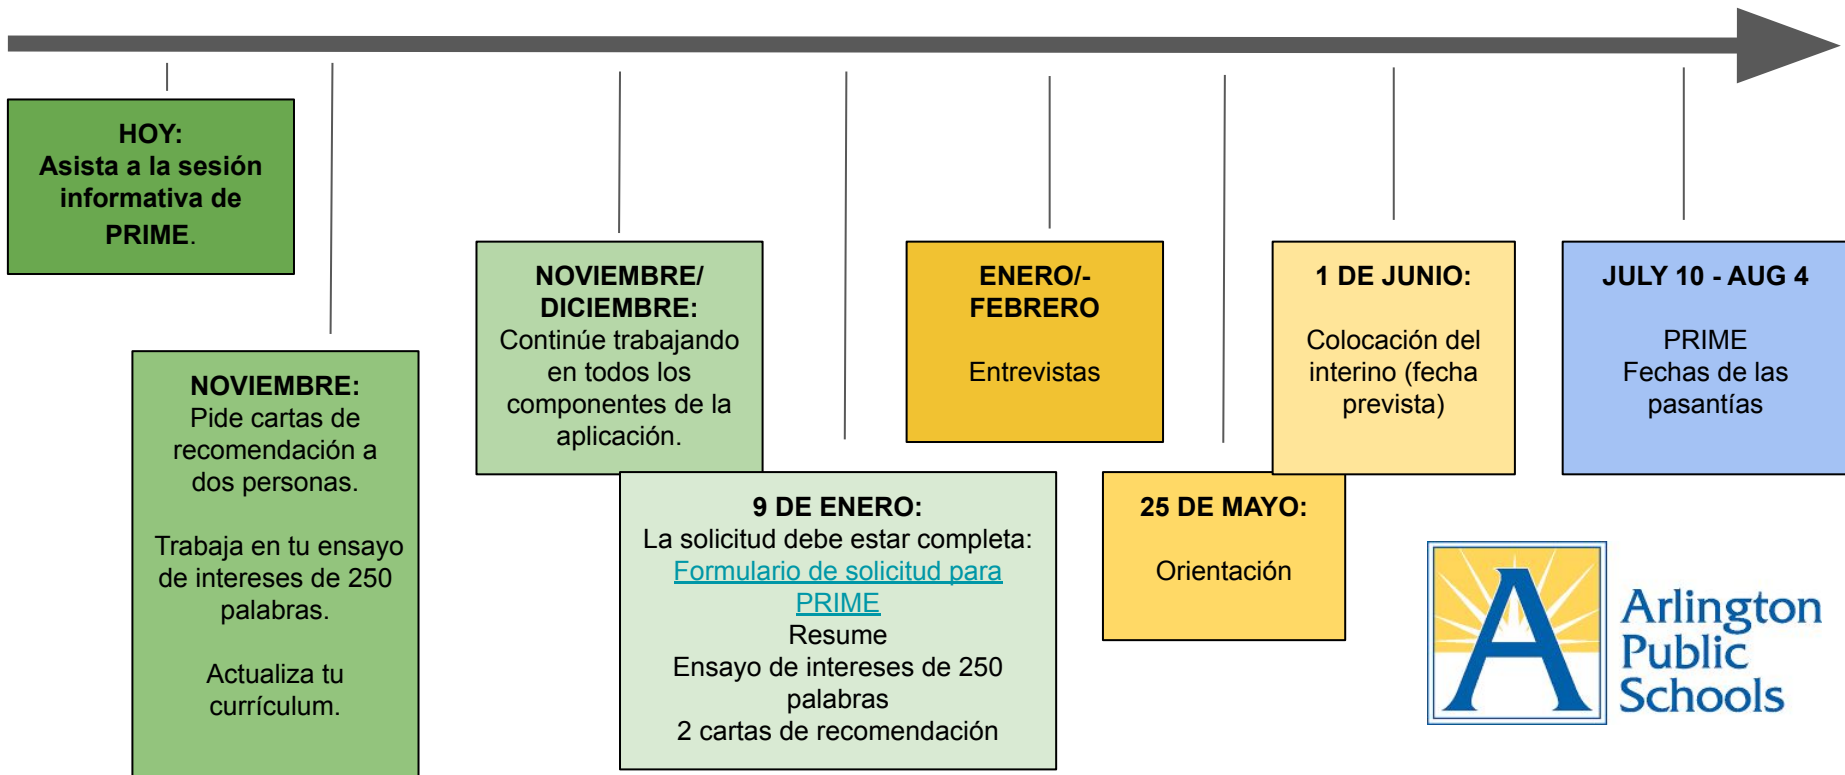 HOY:
Asista a la sesión
informativa de
PRIME.
NOVIEMBRE:
Pide cartas de
recomendación a
dos personas.
Trabaja en tu ensayo
de intereses de 250
palabras.
Actualiza tu
currículum.
NOVIEMBRE/
DICIEMBRE:
Continúe trabajando
en todos los
componentes de la
aplicación.
9 DE ENERO:
La solicitud debe estar completa:
Formulario de solicitud para
PRIME
Resume
Ensayo de intereses de 250
palabras
2 cartas de recomendación
ENERO/-
FEBRERO
Entrevistas
25 DE MAYO:
Orientación
1 DE JUNIO:
Colocación del
interino (fecha
prevista)
JULY 10 - AUG 4
PRIME
Fechas de las
pasantías
A
Arlington
Public
Schools